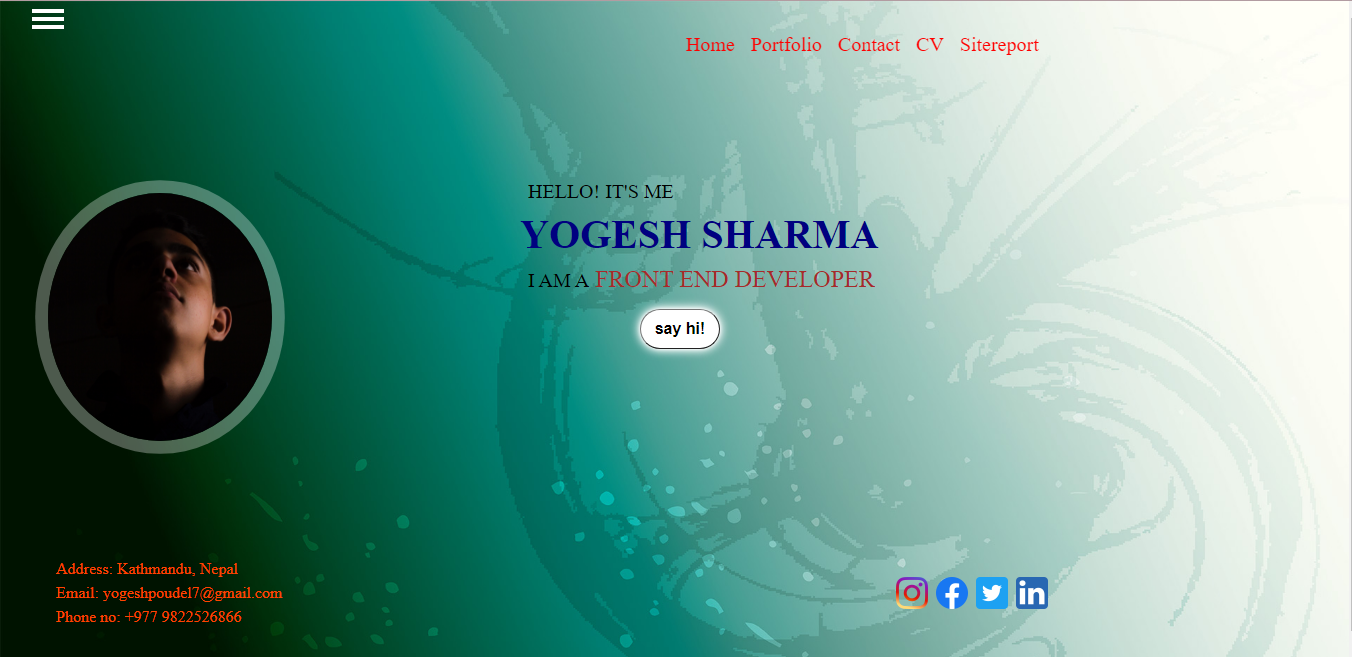 Home Portfolio Contact CV Sitereport
HELLO! IT'S ME
YOGESH SHARMA
I AM A FRONT END DEVELOPER
say hi!
Address: Kathmandu, Nepal
Email: yogeshpoudel7@gmail.com
Phone no: +977 9822526866